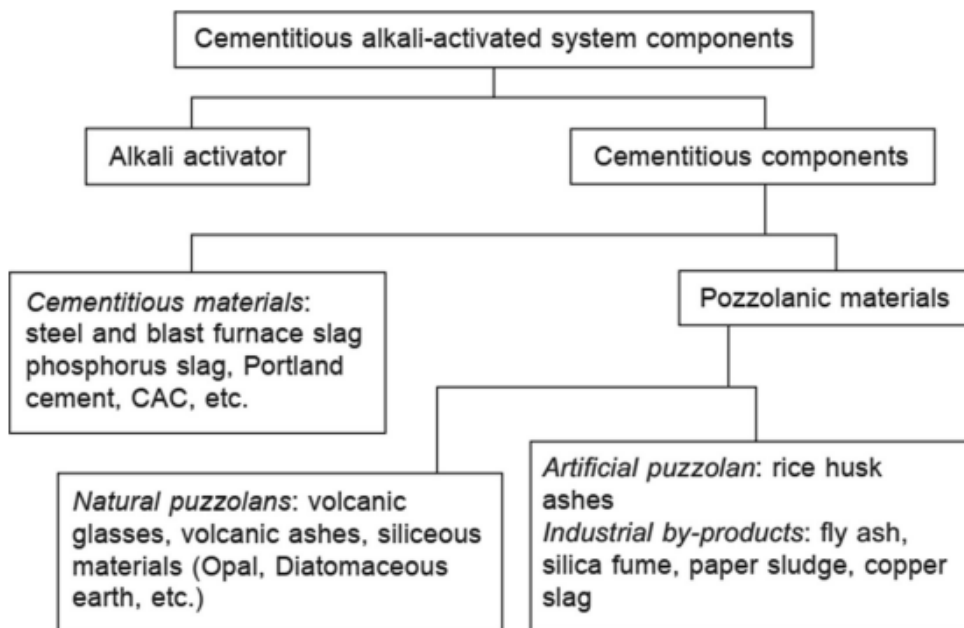 Cementitious alkali-activated system components
Alkali activator
Cementitious components
Cementitious materials:
steel and blast furnace slag
phosphorus slag, Portland
cement, CAC, etc.
Pozzolanic materials
Natural puzzolans: volcanic
glasses, volcanic ashes, siliceous
materials (Opal, Diatomaceous
earth, etc.)
Artificial puzzolan: rice husk
ashes
Industrial by-products: fly ash,
silica fume, paper sludge, copper
slag